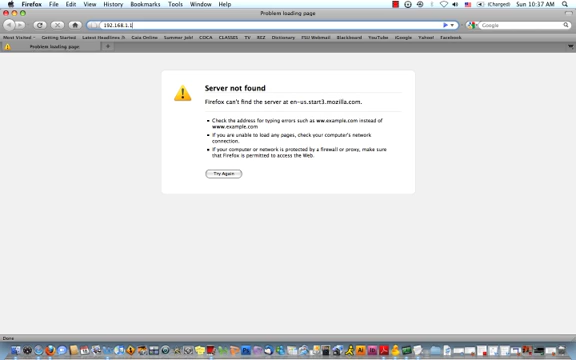 Firefox File Edit View History Bookmarks Tools Window Help (Charged) Sun 10:37 AM
Problem loading page
192.168.1.1
Google
Most Visited Getting Started Latest Headlines Cara Online Summer Job! COCA CLASSES TV REZ Dictionary FSU Webmail Blackboard YouTube iGoogle Yahoo! Facebook
Problem loading page
Server not found
Firefox can't find the server at en-us.start3.mozilla.com.
Check the address for typing errors such as ww.example.com instead of
www.example.com
If you are unable to load any pages, check your computer's network
connection.
If your computer or network is protected by a firewall or proxy, make sure
that Firefox is permitted to access the Web.
Try Again
Done